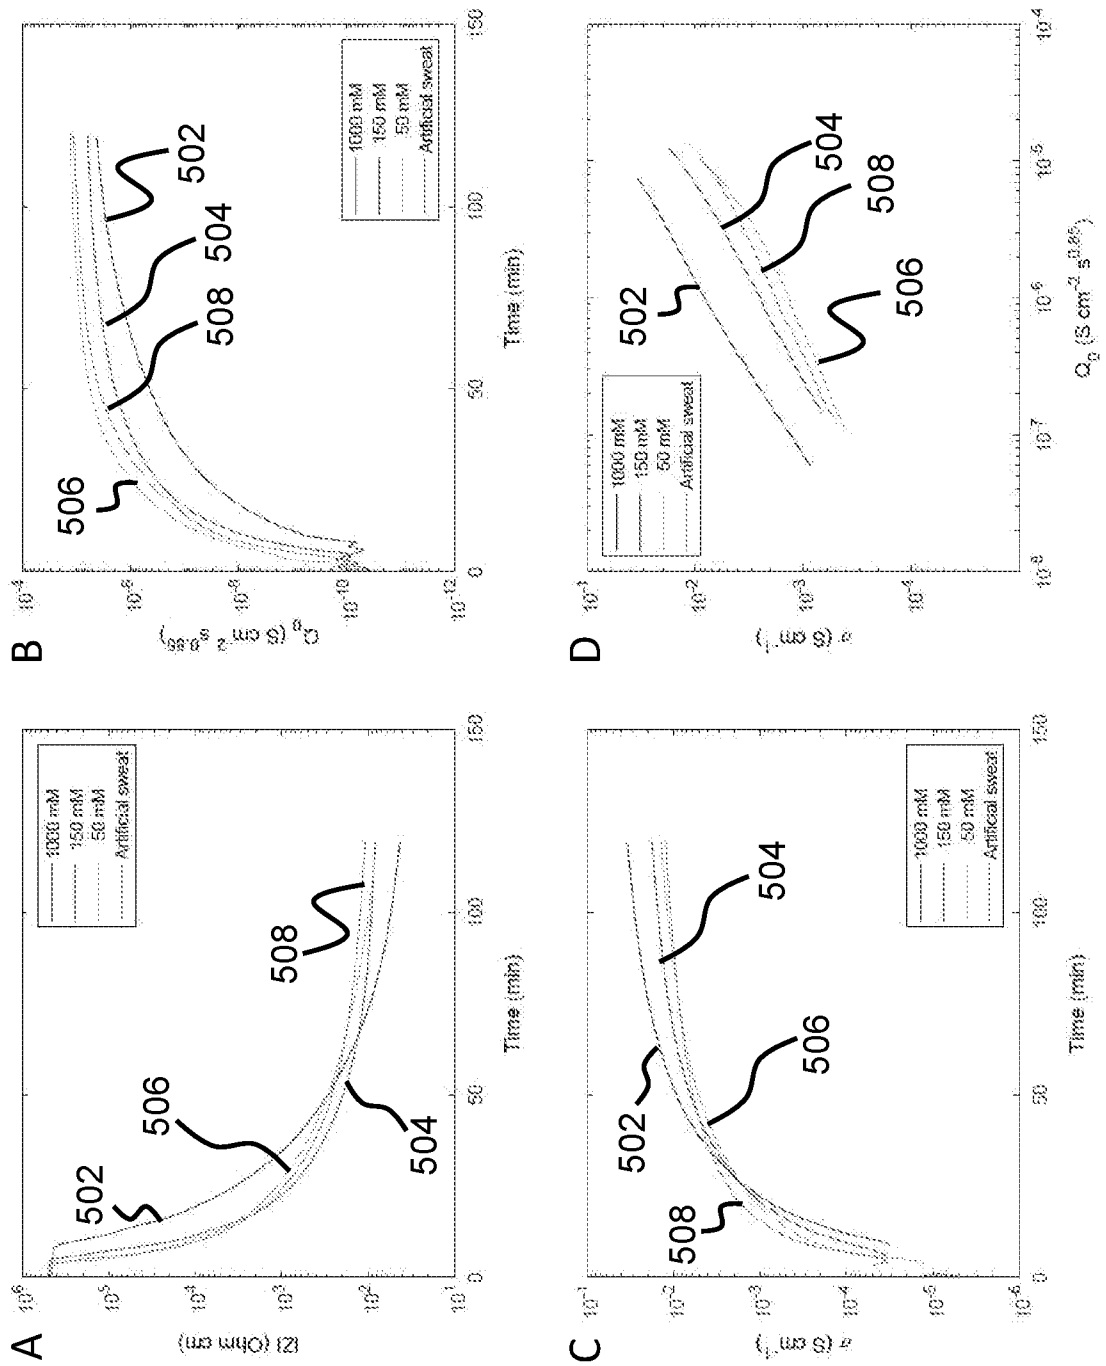 A
|Z| (Ohm cm)
10^6
10^5
10^4
10^3
10^2
10^1
0
50
100
150
Time (min)
1000 mM
150 mM
50 mM
Artificial sweat
502
506
504
508
B
10^-4
10^-6
10^-8
10^-10
10^-12
0
50
100
150
Time (min)
1000 mM
150 mM
50 mM
Artificial sweat
506
508
504
502
C
σ (S cm^-1)
10^-1
10^-2
10^-3
10^-4
10^-5
10^-6
0
50
100
150
Time (min)
1000 mM
150 mM
50 mM
Artificial sweat
508
502
506
504
D
σ (S cm^-1)
10^-1
10^-2
10^-3
10^-4
10^-8
10^-7
10^-6
10^-5
10^-4
Q0 (S cm^-2 s^0.85)
1000 mM
150 mM
50 mM
Artificial sweat
502
506
508
504